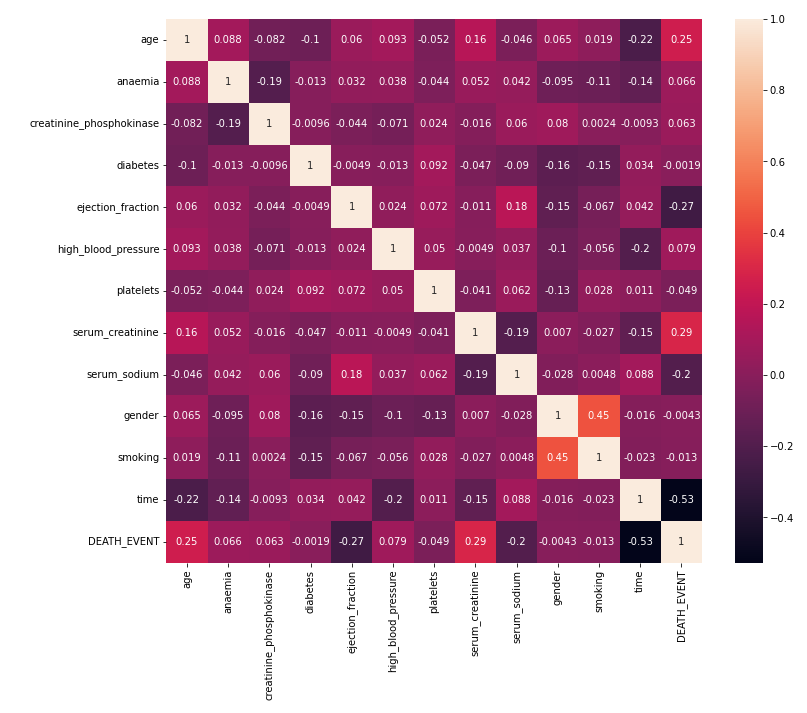 age 1 0.088 -0.082 -0.1 0.06 0.093 -0.052 0.16 -0.046 0.065 0.019 -0.22 0.25
anaemia 0.088 1 -0.19 -0.013 0.032 0.038 -0.044 0.052 0.042 -0.095 -0.11 -0.14 0.066
creatinine_phosphokinase -0.082 -0.19 1 -0.0096 -0.044 -0.071 0.024 -0.016 0.06 0.08 0.0024 -0.0093 0.063
diabetes -0.1 -0.013 -0.0096 1 -0.0049 -0.013 0.092 -0.047 -0.09 -0.16 -0.15 0.034 -0.0019
ejection_fraction 0.06 0.032 -0.044 -0.0049 1 0.024 0.072 -0.011 0.18 -0.15 -0.067 0.042 -0.27
high_blood_pressure 0.093 0.038 -0.071 -0.013 0.024 1 0.05 -0.0049 0.037 -0.1 -0.056 -0.2 0.079
platelets -0.052 -0.044 0.024 0.092 0.072 0.05 1 -0.041 0.062 -0.13 0.028 0.011 -0.049
serum_creatinine 0.16 0.052 -0.016 -0.047 -0.011 -0.0049 -0.041 1 -0.19 0.007 -0.027 -0.15 0.29
serum_sodium -0.046 0.042 0.06 -0.09 0.18 0.037 0.062 -0.19 1 -0.028 0.0048 0.088 -0.2
gender 0.065 -0.095 0.08 -0.16 -0.15 -0.1 -0.13 0.007 -0.028 1 0.45 -0.016 -0.0043
smoking 0.019 -0.11 0.0024 -0.15 -0.067 -0.056 0.028 -0.027 0.0048 0.45 1 -0.023 -0.013
time -0.22 -0.14 -0.0093 0.034 0.042 -0.2 0.011 -0.15 0.088 -0.016 -0.023 1 -0.53
DEATH_EVENT 0.25 0.066 0.063 -0.0019 -0.27 0.079 -0.049 0.29 -0.2 -0.0043 -0.013 -0.53 1
age
anaemia
creatinine_phosphokinase
diabetes
ejection_fraction
high_blood_pressure
platelets
serum_creatinine
serum_sodium
gender
smoking
time
DEATH_EVENT
1.0
0.8
0.6
0.4
0.2
0.0
−0.2
−0.4